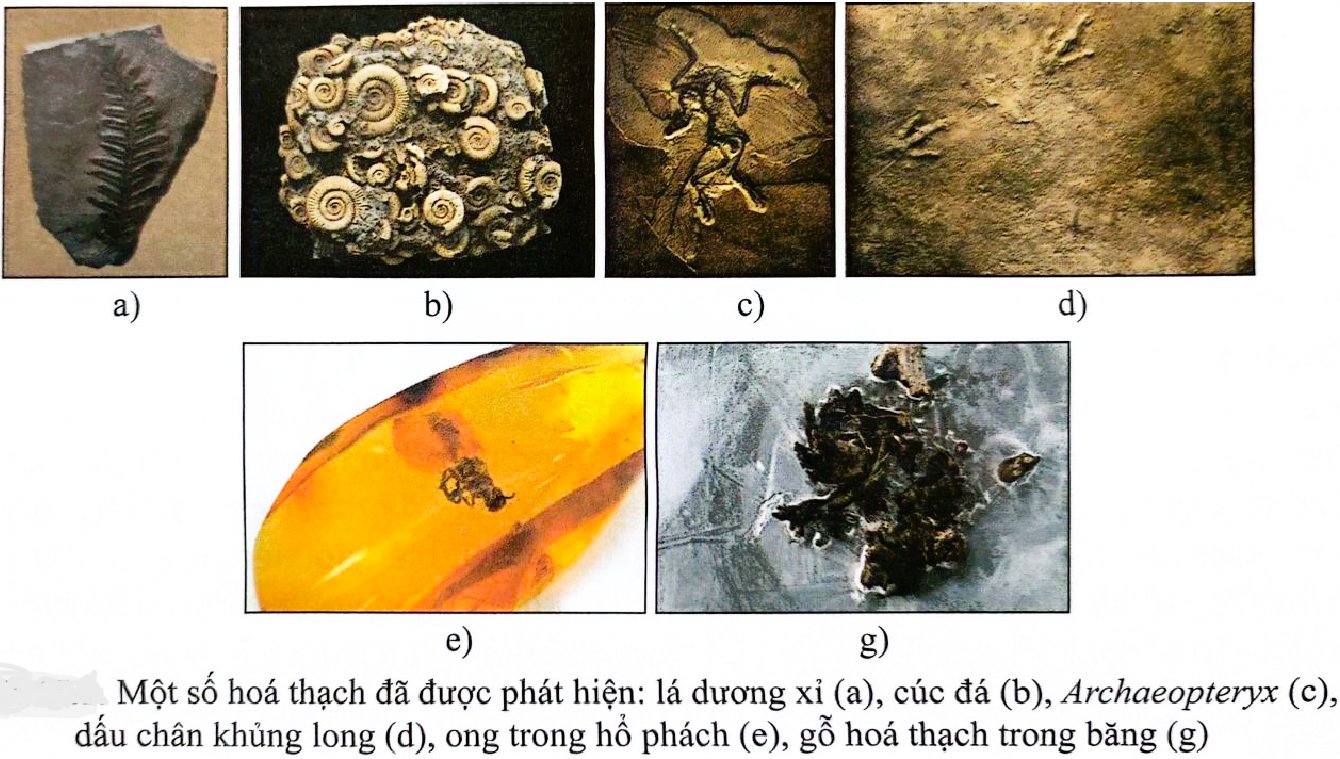 a) b) c) d)
e) g)
Một số hoá thạch đã được phát hiện: lá dương xỉ (a), cúc đá (b), Archaeopteryx (c),
dấu chân khủng long (d), ong trong hổ phách (e), gỗ hoá thạch trong băng (g)